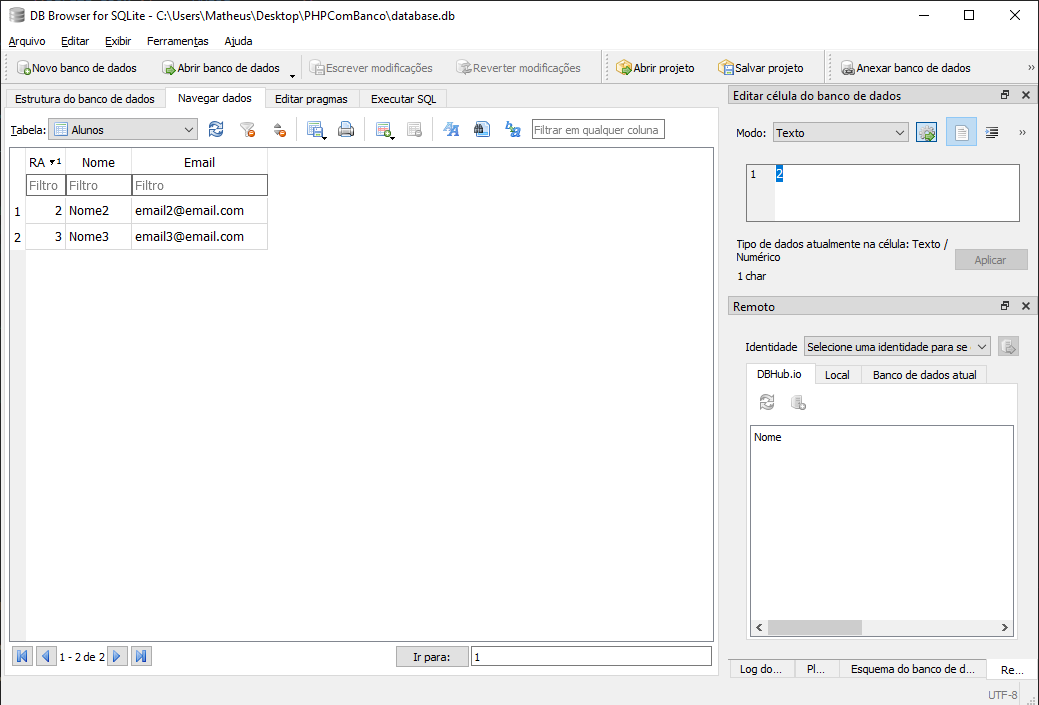 DB Browser for SQLite - C:\Users\Matheus\Desktop\PHPComBanco\database.db
Arquivo Editar Exibir Ferramentas Ajuda
Novo banco de dados Abrir banco de dados Escrever modificações Reverter modificações Abrir projeto Salvar projeto Anexar banco de dados »
Estrutura do banco de dados Navegar dados Editar pragmas Executar SQL
Tabela: Alunos Filtrar em qualquer coluna
RA 1 Nome Email
Filtro Filtro Filtro
1 2 Nome2 email2@email.com
2 3 Nome3 email3@email.com
1 - 2 de 2 Ir para: 1
Editar célula do banco de dados
Modo: Texto »
1 2
Tipo de dados atualmente na célula: Texto /
Numérico
Aplicar
1 char
Remoto
Identidade Selecione uma identidade para se
DBHub.io Local Banco de dados atual
Nome
Log do... Pl... Esquema do banco de d... Re...
UTF-8